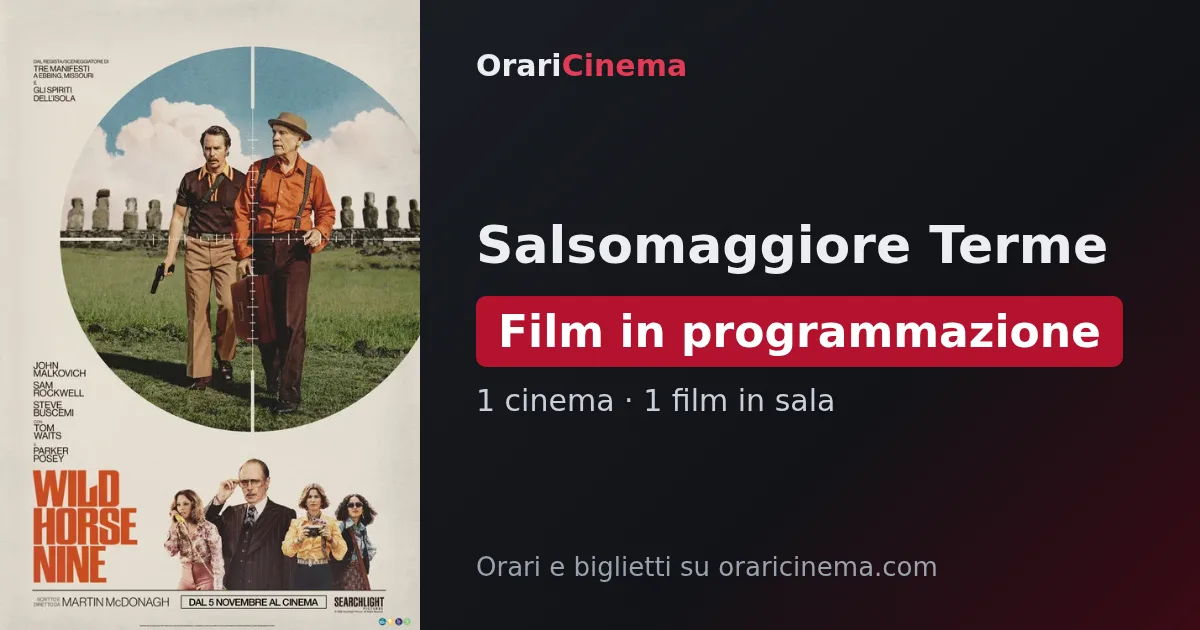 DAL REGISTA/SCENEGGIATORE DI
TRE MANIFESTI
A EBBING, MISSOURI
E
GLI SPIRITI
DELL'ISOLA
JOHN
MALKOVICH
SAM
ROCKWELL
STEVE
BUSCEMI
CON
TOM
WAITS
E
PARKER
POSEY
WILD
HORSE
NINE
SCRITTO E
DIRETTO DA MARTIN McDONAGH
DAL 5 NOVEMBRE AL CINEMA
SEARCHLIGHT
PICTURES
OrariCinema
Salsomaggiore Terme
Film in programmazione
1 cinema · 1 film in sala
Orari e biglietti su oraricinema.com